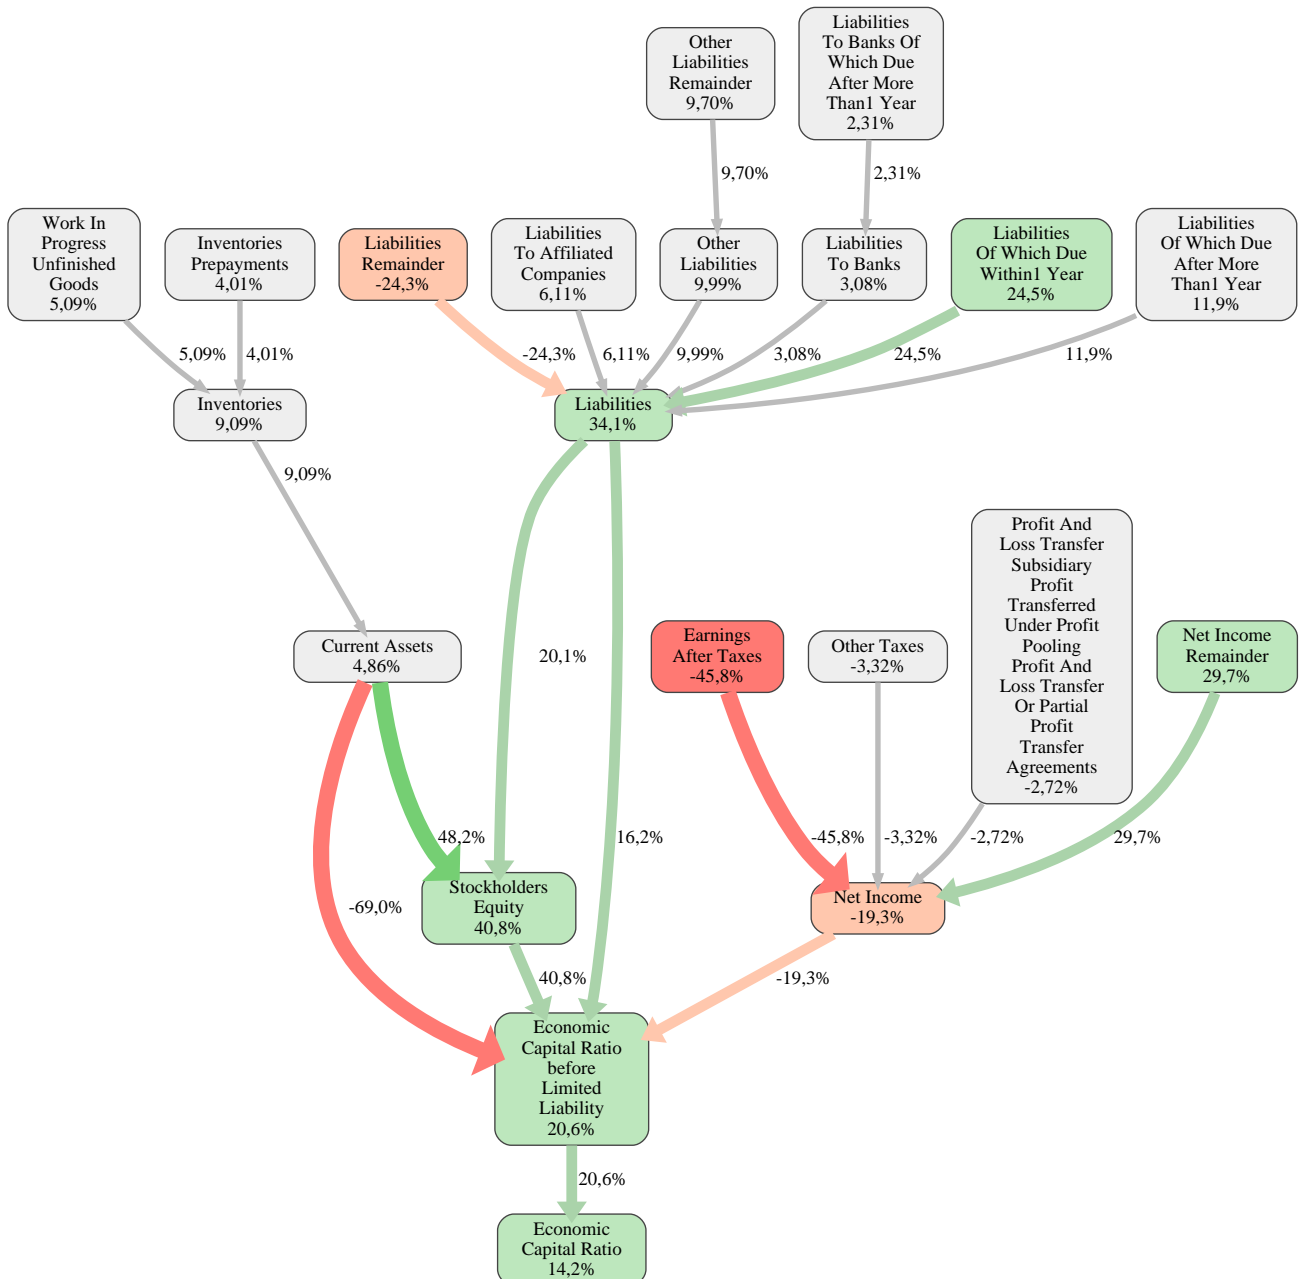 Liabilities
To Banks Of
Which Due
After More
Than1 Year
2,31%
Other
Liabilities
Remainder
9,70%
9,70%
2,31%
Work In
Progress
Unfinished
Goods
5,09%
Inventories
Prepayments
4,01%
Liabilities
Remainder
-24,3%
Liabilities
To Affiliated
Companies
6,11%
Other
Liabilities
9,99%
Liabilities
To Banks
3,08%
Liabilities
Of Which Due
Within1 Year
24,5%
Liabilities
Of Which Due
After More
Than1 Year
11,9%
5,09%
4,01%
-24,3%
6,11%
9,99%
3,08%
24,5%
11,9%
Inventories
9,09%
Liabilities
34,1%
9,09%
Profit And
Loss Transfer
Subsidiary
Profit
Transferred
Under Profit
Pooling
Profit And
Loss Transfer
Or Partial
Profit
Transfer
Agreements
-2,72%
Current Assets
4,86%
20,1%
Earnings
After Taxes
-45,8%
Other Taxes
-3,32%
Net Income
Remainder
29,7%
48,2%
16,2%
-45,8%
-3,32%
-2,72%
29,7%
-69,0%
Stockholders
Equity
40,8%
Net Income
-19,3%
40,8%
-19,3%
Economic
Capital Ratio
before
Limited
Liability
20,6%
20,6%
Economic
Capital Ratio
14,2%